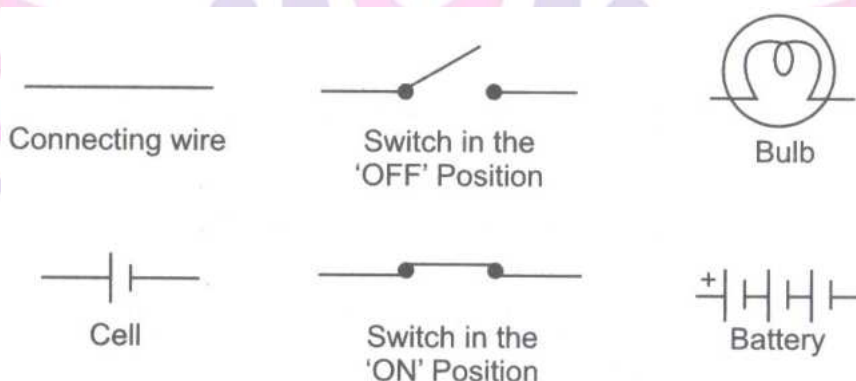 Connecting wire
Switch in the
'OFF' Position
Bulb
Cell
Switch in the
'ON' Position
+
Battery